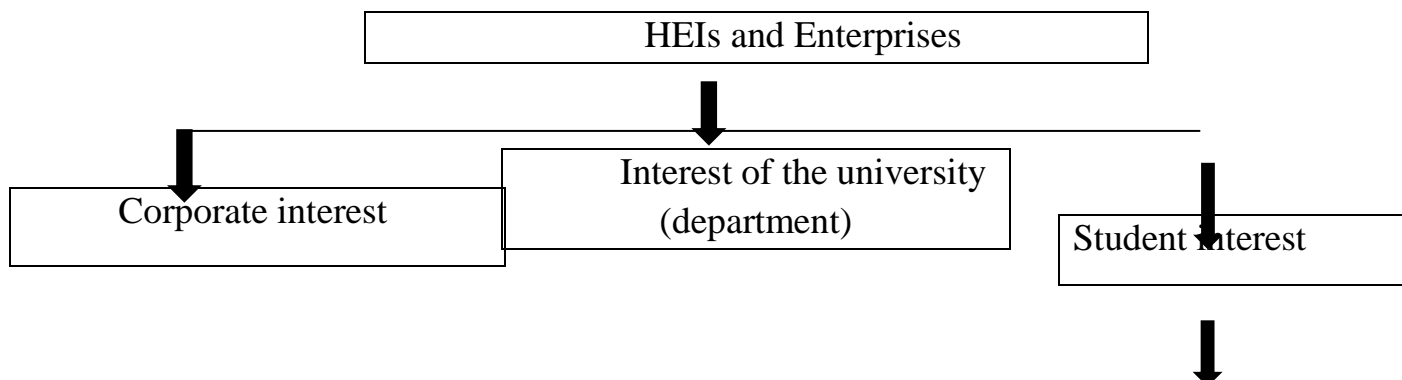 HEIs and Enterprises
Interest of the university
(department)
Corporate interest
Student interest